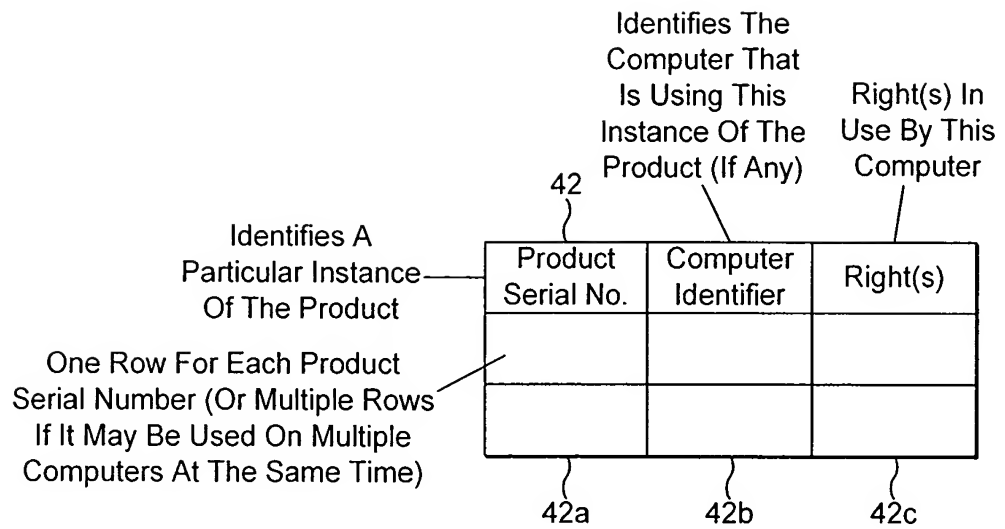 Identifies The
Computer That
Is Using This
Instance Of The
Product (If Any)
Right(s) In
Use By This
Computer
42
Identifies A
Particular Instance
Of The Product
Product
Serial No.
Computer
Identifier
Right(s)
One Row For Each Product
Serial Number (Or Multiple Rows
If It May Be Used On Multiple
Computers At The Same Time)
42a
42b
42c